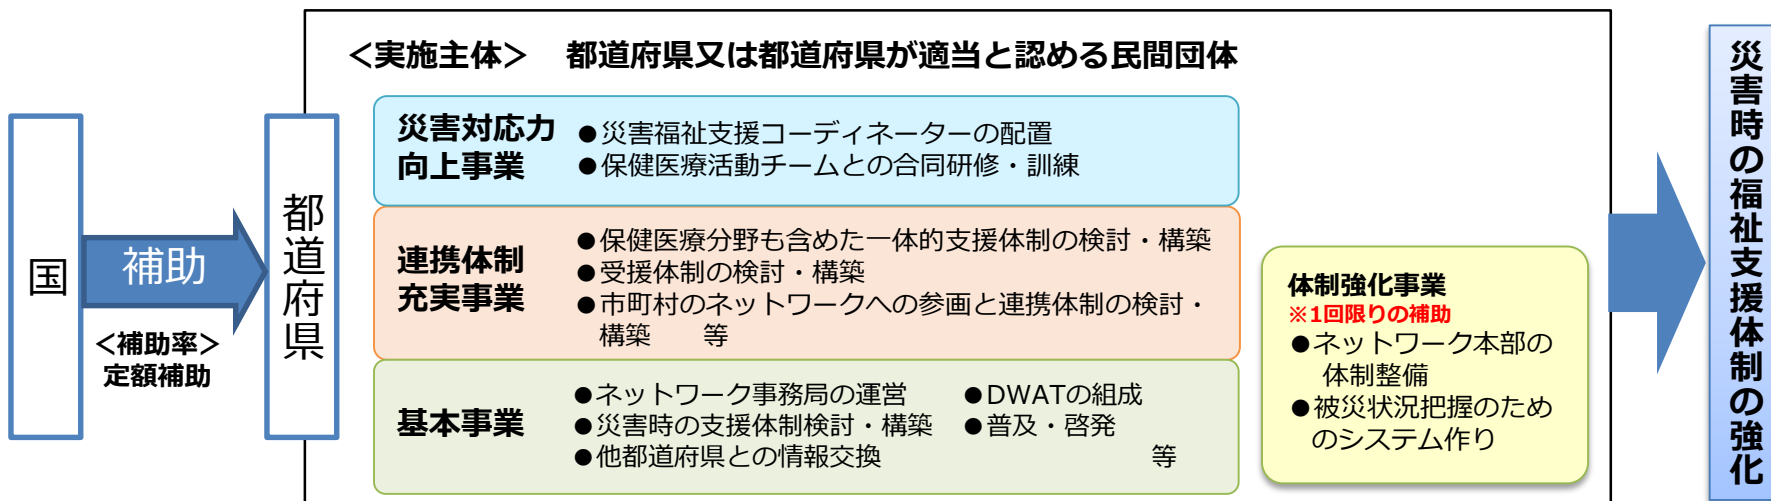 国
補助
<補助率>
定額補助
都道府県
<実施主体> 都道府県又は都道府県が適当と認める民間団体
災害対応力
向上事業
●災害福祉支援コーディネーターの配置
●保健医療活動チームとの合同研修・訓練
連携体制
充実事業
●保健医療分野も含めた一体的支援体制の検討・構築
●受援体制の検討・構築
●市町村のネットワークへの参画と連携体制の検討・
構築 等
基本事業
●ネットワーク事務局の運営 ●DWATの組成
●災害時の支援体制検討・構築 ●普及・啓発
●他都道府県との情報交換 等
体制強化事業
※1回限りの補助
●ネットワーク本部の
体制整備
●被災状況把握のため
のシステム作り
災害時の福祉支援体制の強化